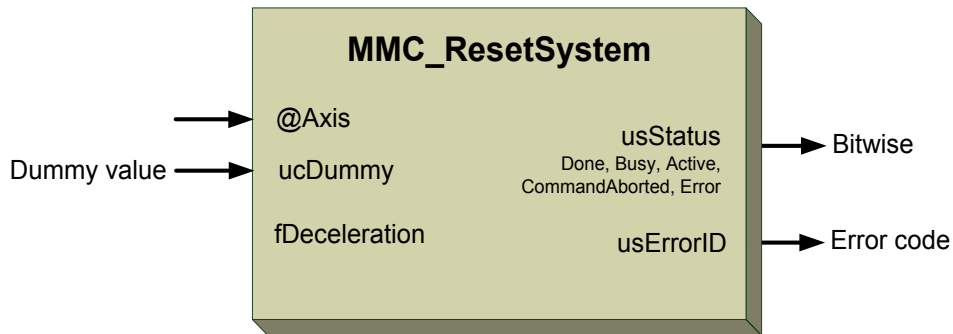 MMC_ResetSystem
@Axis
usStatus
Bitwise
Done, Busy, Active,
CommandAborted, Error
Dummy value
ucDummy
fDeceleration
usErrorID
Error code